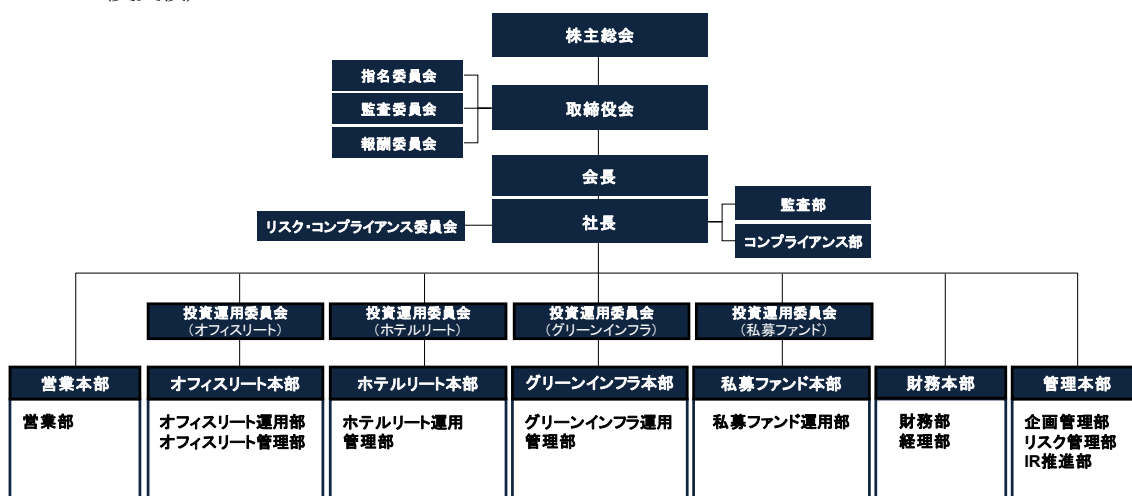 株主総会
指名委員会
監査委員会
報酬委員会
取締役会
会長
社長
リスク・コンプライアンス委員会
監査部
コンプライアンス部
投資運用委員会
(オフィスリート)
投資運用委員会
(ホテルリート)
投資運用委員会
(グリーンインフラ)
投資運用委員会
(私募ファンド)
営業本部
営業部
オフィスリート本部
オフィスリート運用部
オフィスリート管理部
ホテルリート本部
ホテルリート運用
管理部
グリーンインフラ本部
グリーンインフラ運用
管理部
私募ファンド本部
私募ファンド運用部
財務本部
財務部
経理部
管理本部
企画管理部
リスク管理部
IR推進部